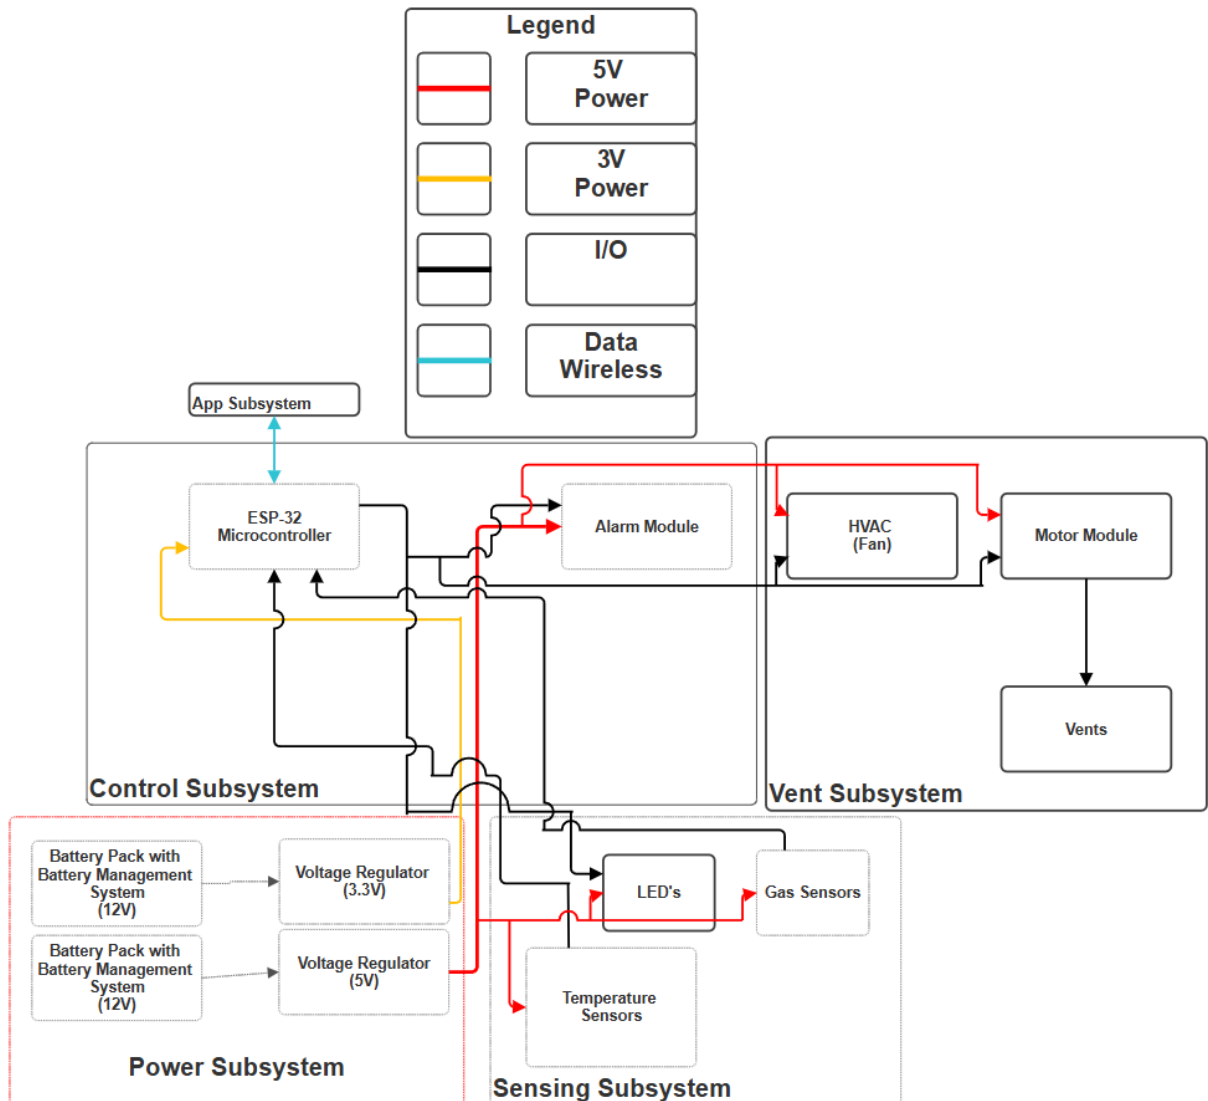 Legend
5V
Power
3V
Power
I/O
Data
Wireless
App Subsystem
ESP-32
Microcontroller
Alarm Module
HVAC
(Fan)
Motor Module
Vents
Control Subsystem
Vent Subsystem
Battery Pack with
Battery Management
System
(12V)
Voltage Regulator
(3.3V)
Battery Pack with
Battery Management
System
(12V)
Voltage Regulator
(5V)
Power Subsystem
LED's
Gas Sensors
Temperature
Sensors
Sensing Subsystem